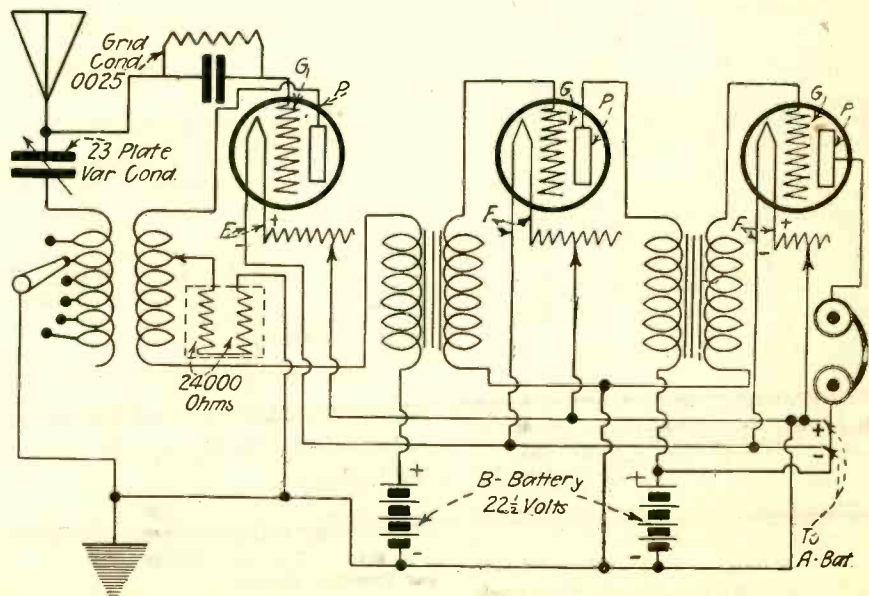 Grid
Cond.
0025
G
P
23 Plate
Var Cond.
F
+
-
24000
Ohms
G
P
F
G
P
F
+
-
+
B-Battery
22½ Volts
-
+
-
+
-
To
A-Bat.